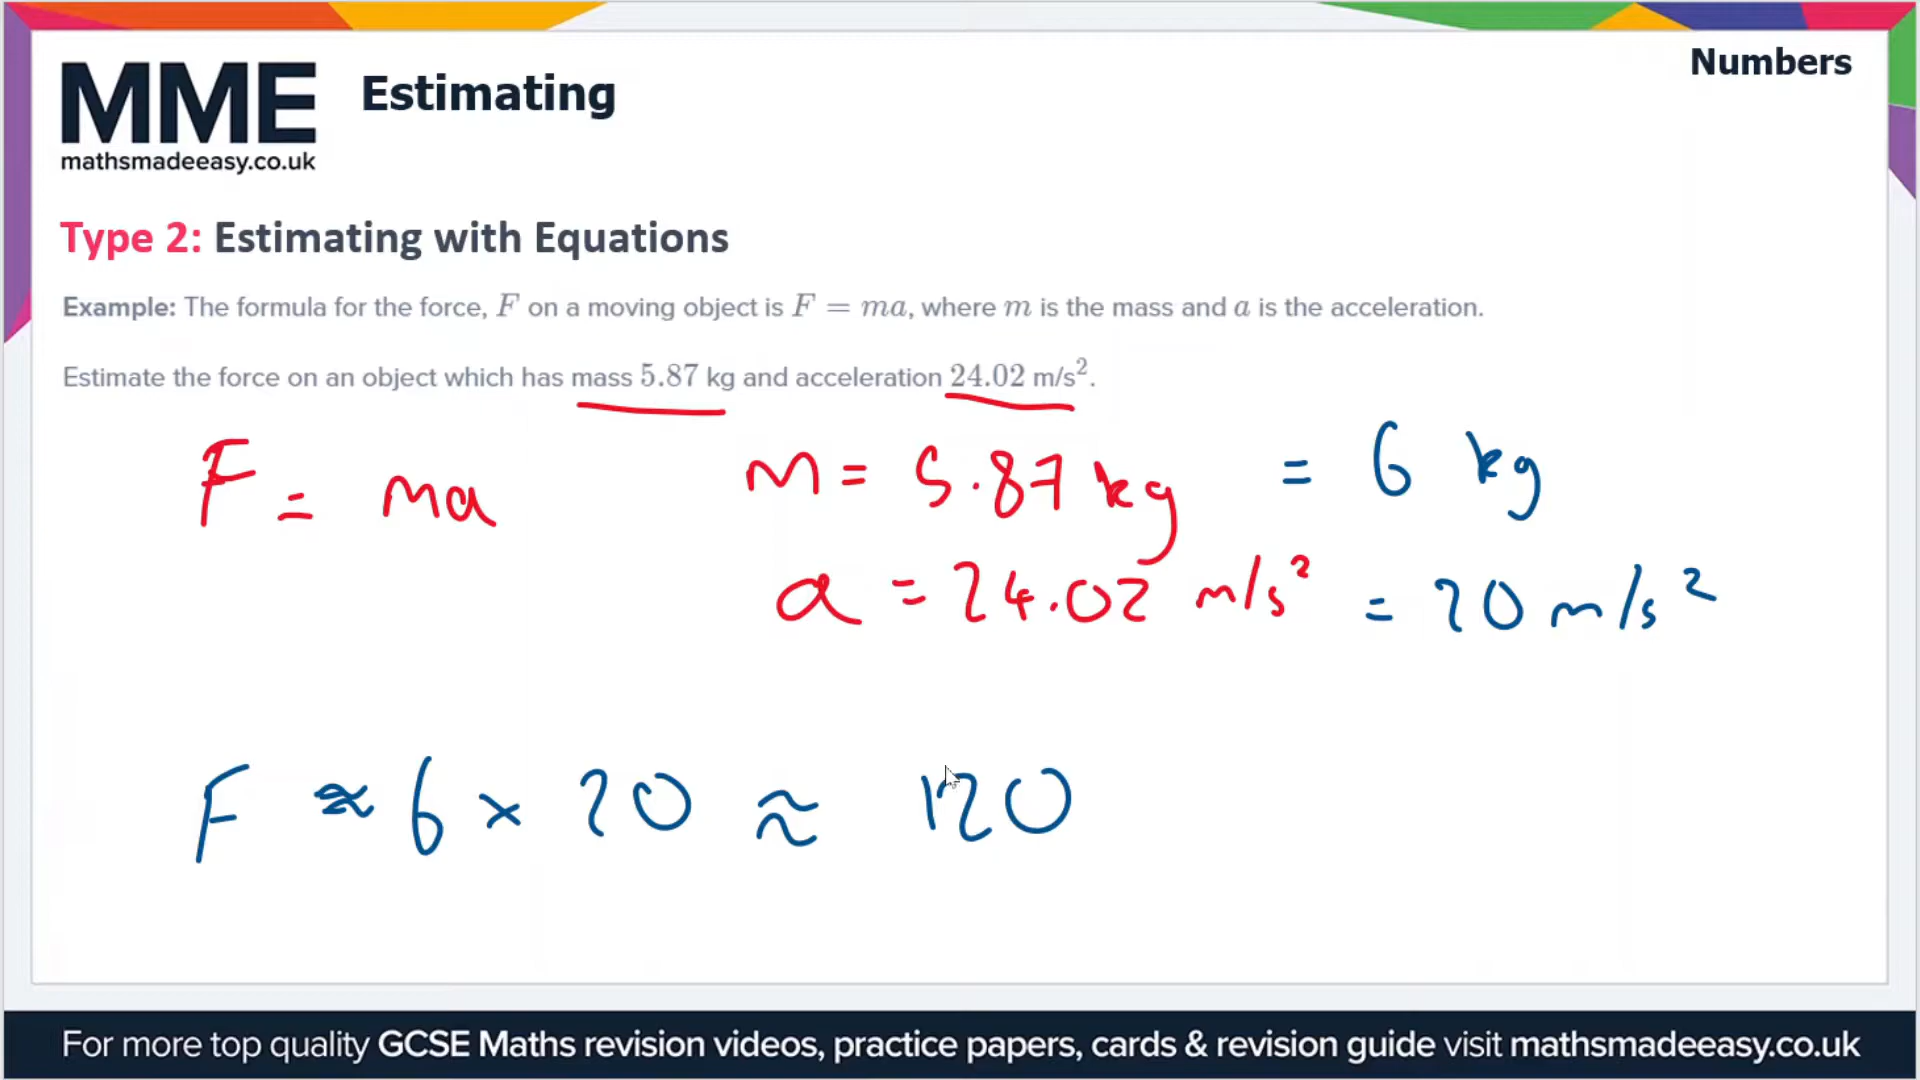 MME
mathsmadeeasy.co.uk
Estimating
Numbers
Type 2: Estimating with Equations
Example: The formula for the force, F on a moving object is F = ma, where m is the mass and a is the acceleration.
Estimate the force on an object which has mass 5.87 kg and acceleration 24.02 m/s².
F = ma
m = 5.87 kg = 6 kg
a = 24.02 m/s² = 20 m/s²
F ≈ 6 × 20 ≈ 120
For more top quality GCSE Maths revision videos, practice papers, cards & revision guide visit mathsmadeeasy.co.uk